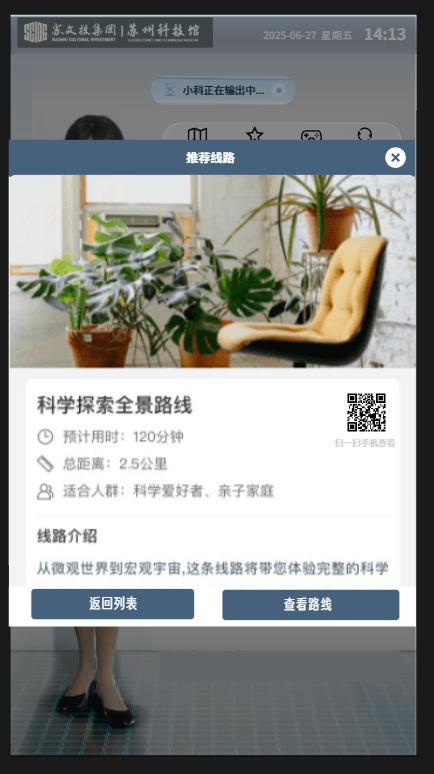 苏文投集团 | 苏州科技馆
2025-06-27 星期五 14:13
小科正在输出中...
推荐线路
科学探索全景路线
预计用时：120分钟
扫一扫手机查看
总距离：2.5公里
适合人群：科学爱好者、亲子家庭
线路介绍
从微观世界到宏观宇宙,这条线路将带您体验完整的科学
返回列表
查看路线